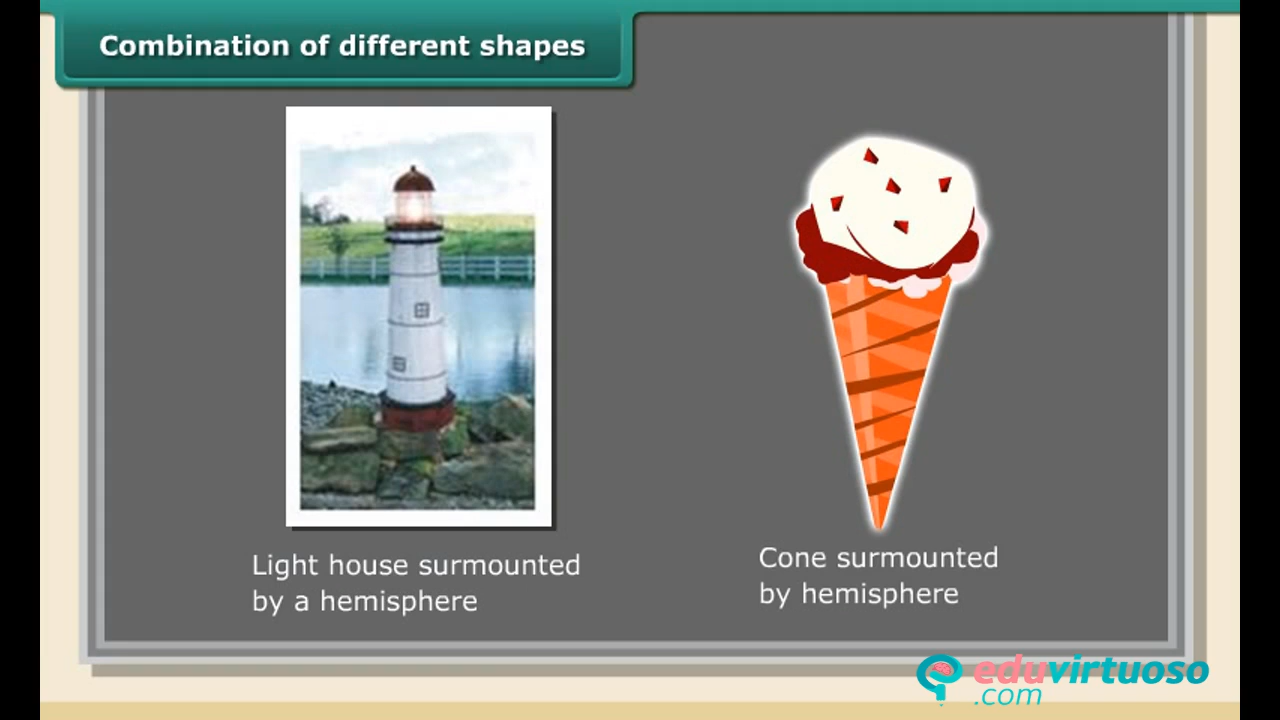 Combination of different shapes
Light house surmounted
by a hemisphere
Cone surmounted
by hemisphere
eduvirtuoso
.com